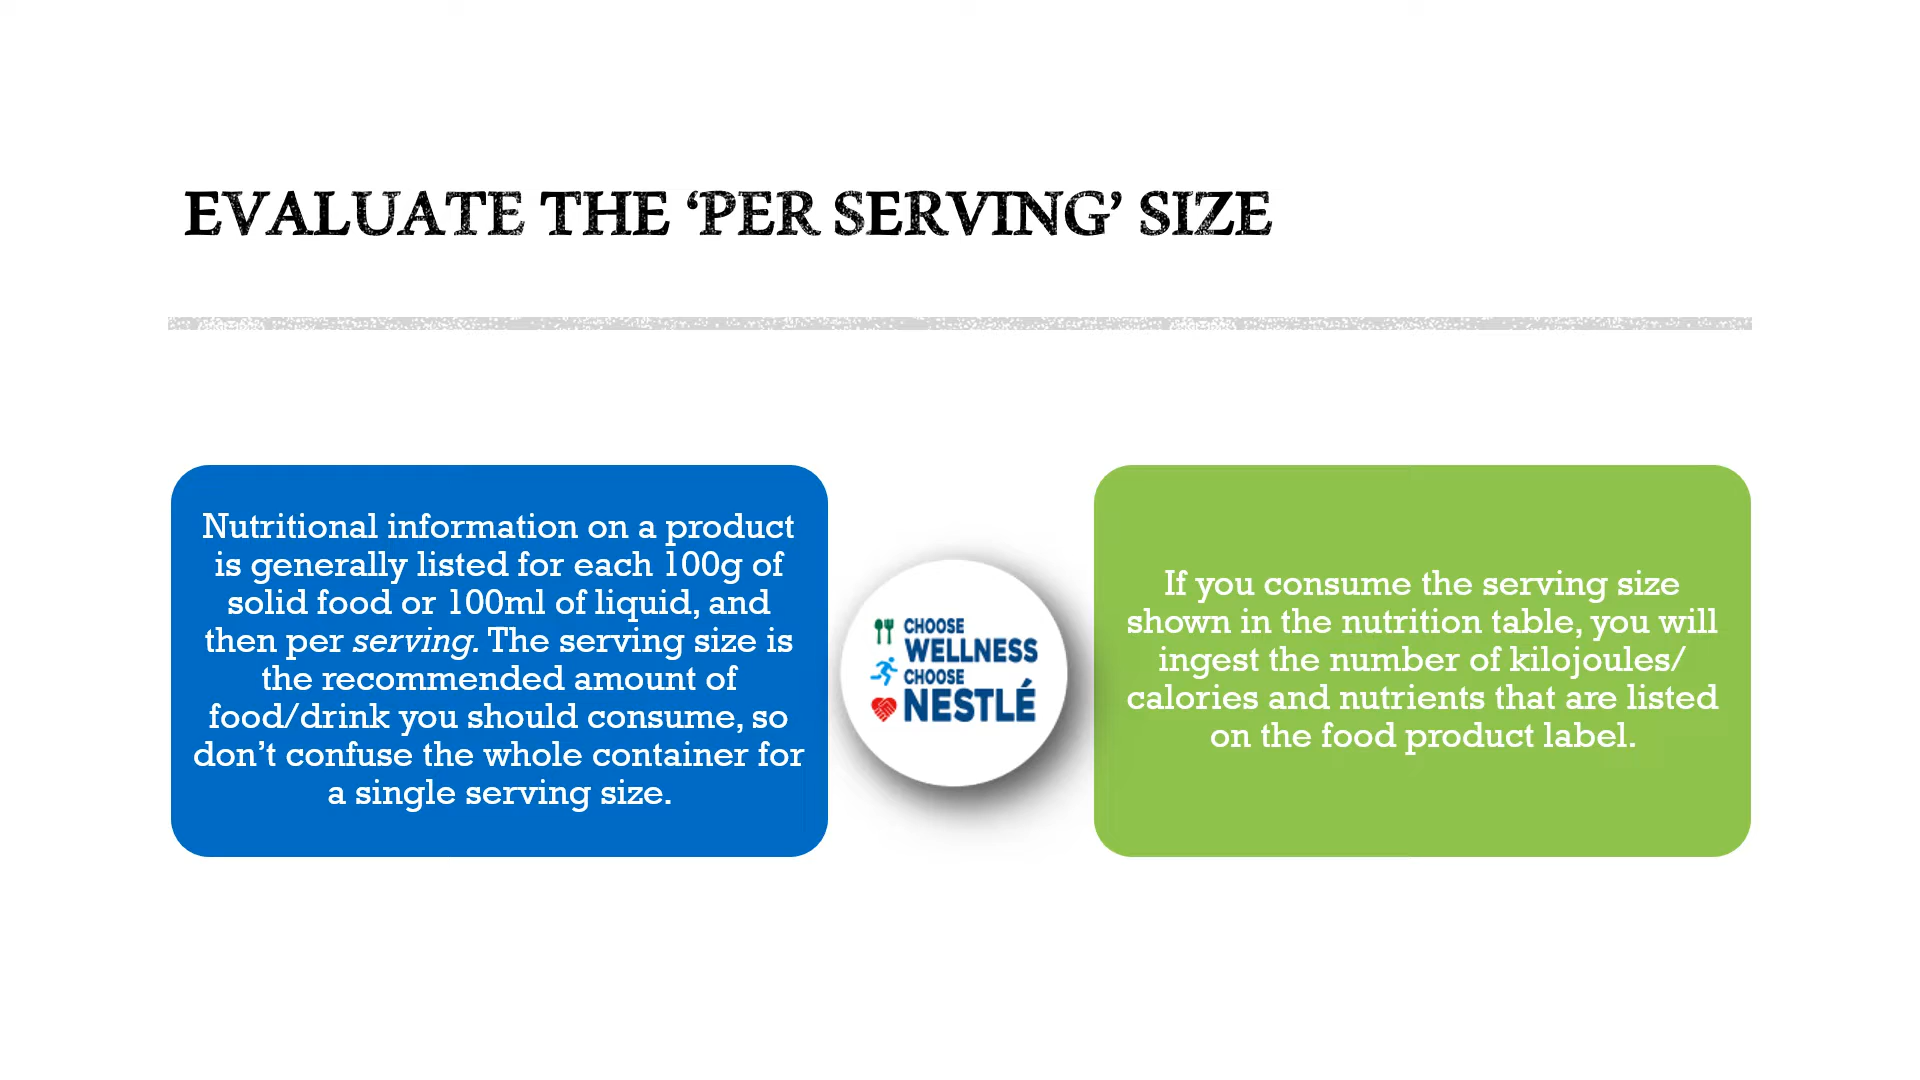 EVALUATE THE ‘PER SERVING’ SIZE
Nutritional information on a product
is generally listed for each 100g of
solid food or 100ml of liquid, and
then per serving. The serving size is
the recommended amount of
food/drink you should consume, so
don’t confuse the whole container for
a single serving size.
CHOOSE
WELLNESS
CHOOSE
NESTLÉ
If you consume the serving size
shown in the nutrition table, you will
ingest the number of kilojoules/
calories and nutrients that are listed
on the food product label.